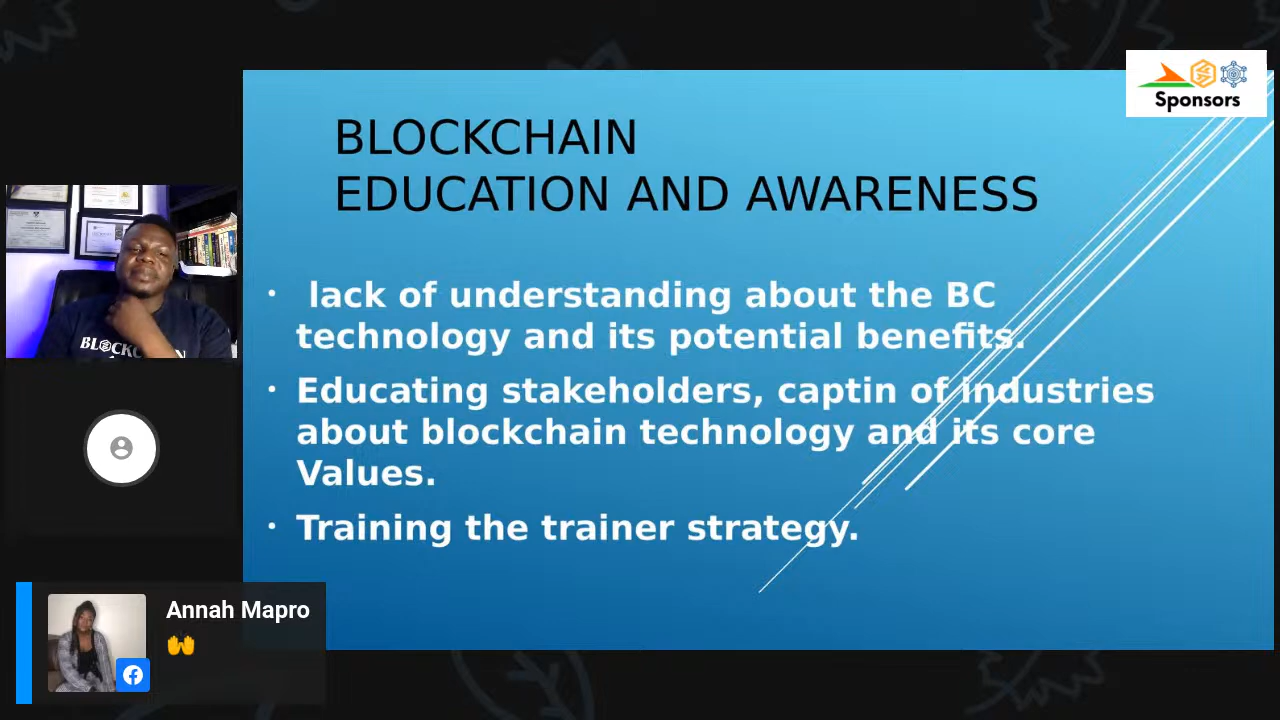 Sponsors
BLOCKCHAIN
EDUCATION AND AWARENESS
• lack of understanding about the BC
technology and its potential benefits.
• Educating stakeholders, captin of industries
about blockchain technology and its core
Values.
• Training the trainer strategy.
Annah Mapro
🙌